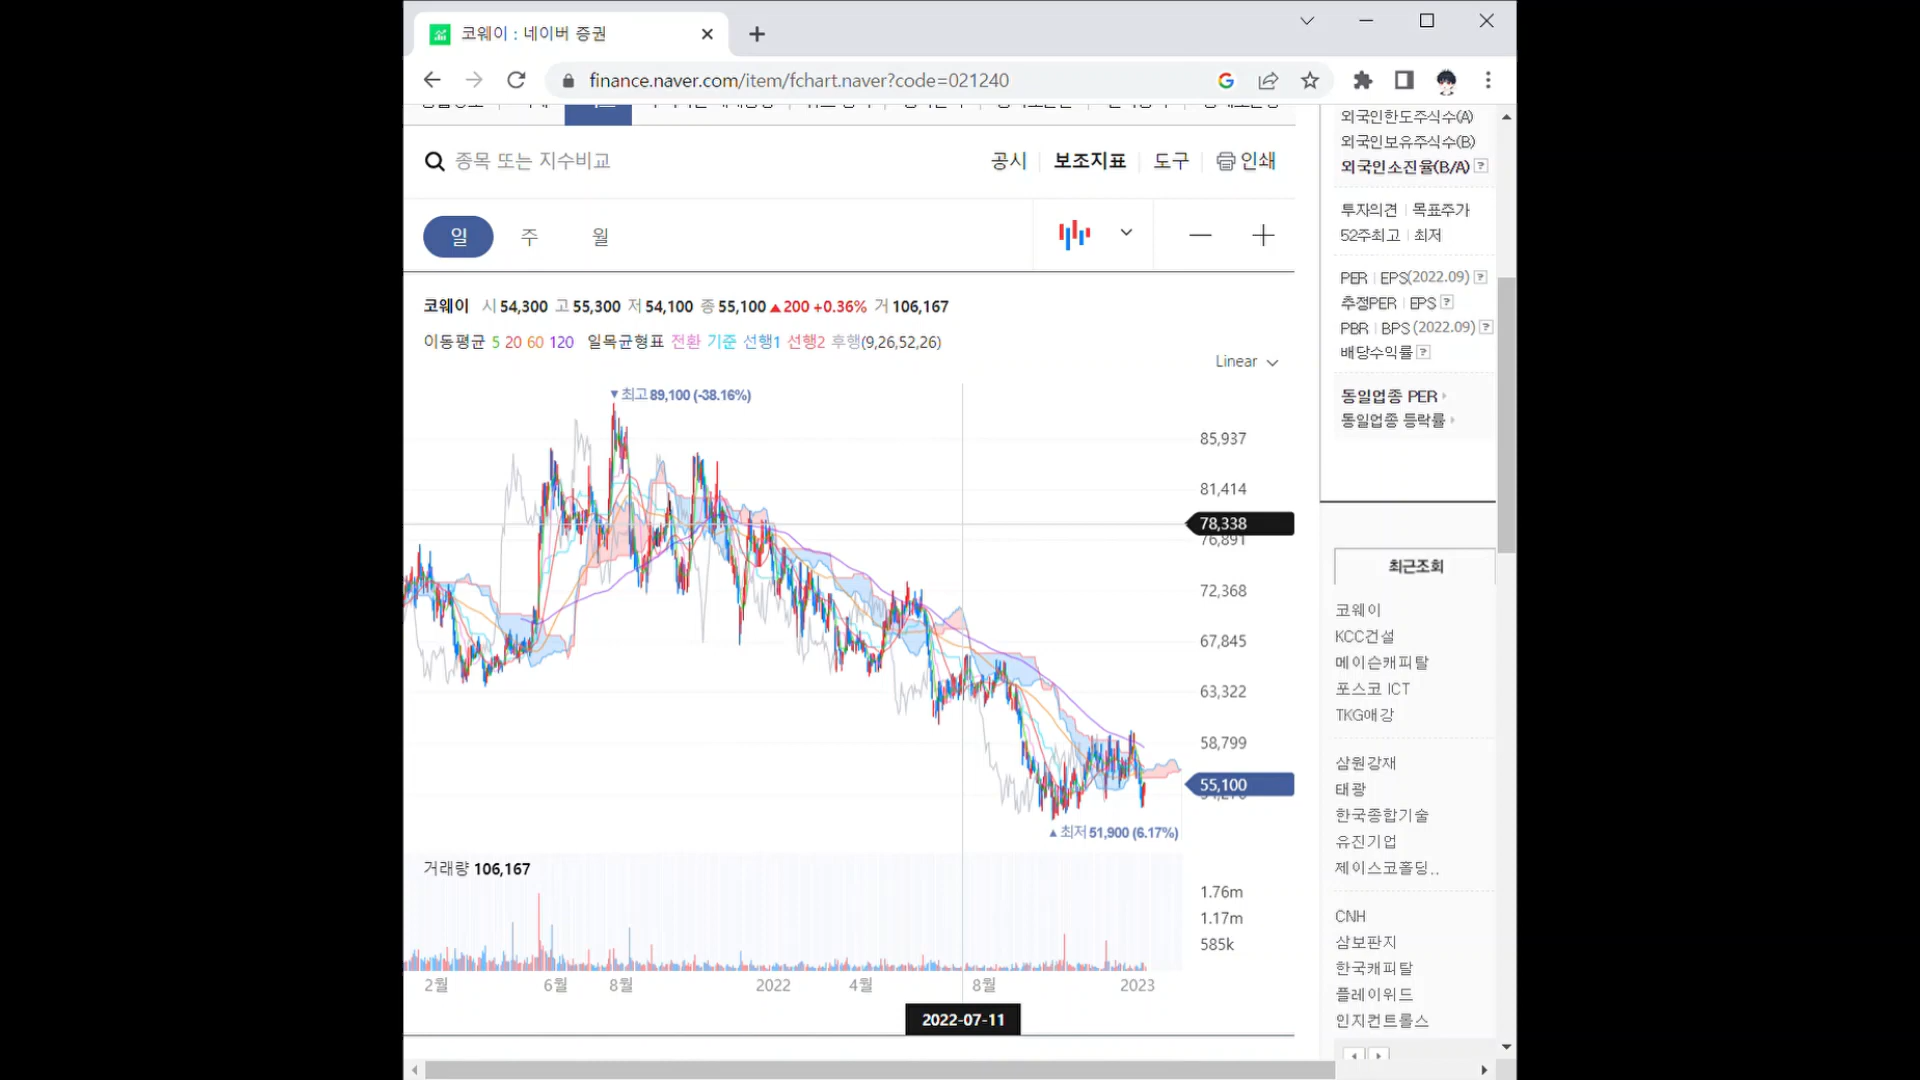 코웨이 : 네이버 증권
finance.naver.com/item/fchart.naver?code=021240
종목 또는 지수비교
공시 보조지표 도구 인쇄
일 주 월
코웨이 시 54,300 고 55,300 저 54,100 종 55,100 ▲200 +0.36% 거 106,167
이동평균 5 20 60 120 일목균형표 전환 기준 선행1 선행2 후행(9,26,52,26)
Linear
▼최고 89,100 (-38.16%)
85,937
81,414
78,338
76,891
72,368
67,845
63,322
58,799
55,100
▲최저 51,900 (6.17%)
거래량 106,167
1.76m
1.17m
585k
2월 6월 8월 2022 4월 8월 2023
2022-07-11
외국인한도주식수(A)
외국인보유주식수(B)
외국인소진율(B/A) ?
투자의견 | 목표주가
52주최고 | 최저
PER | EPS(2022.09) ?
추정PER | EPS ?
PBR | BPS (2022.09) ?
배당수익률 ?
동일업종 PER
동일업종 등락률
최근조회
코웨이
KCC건설
메이슨캐피탈
포스코 ICT
TKG애강
삼원강재
태광
한국종합기술
유진기업
제이스코홀딩..
CNH
삼보판지
한국캐피탈
플레이위드
인지컨트롤스